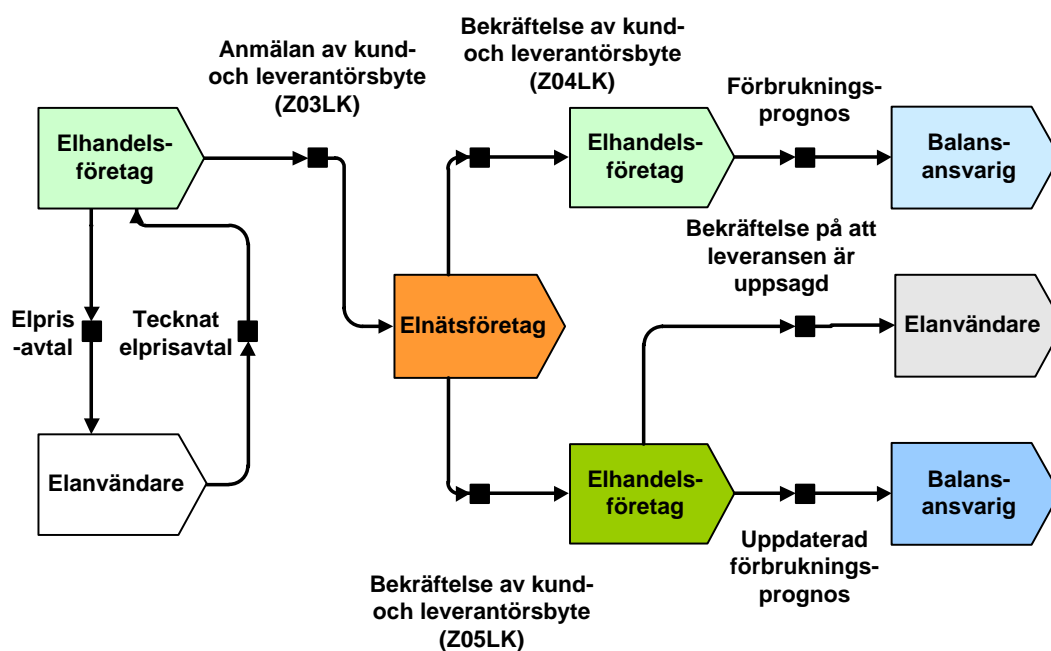 Anmälan av kund-
och leverantörsbyte
(Z03LK)
Bekräftelse av kund-
och leverantörsbyte
(Z04LK)
Förbruknings-
prognos
Elhandels-
företag
Elhandels-
företag
Balans-
ansvarig
Bekräftelse på att
leveransen är
uppsagd
Elpris
-avtal
Tecknat
elprisavtal
Elnätsföretag
Elanvändare
Elanvändare
Elhandels-
företag
Balans-
ansvarig
Uppdaterad
förbruknings-
prognos
Bekräftelse av kund-
och leverantörsbyte
(Z05LK)